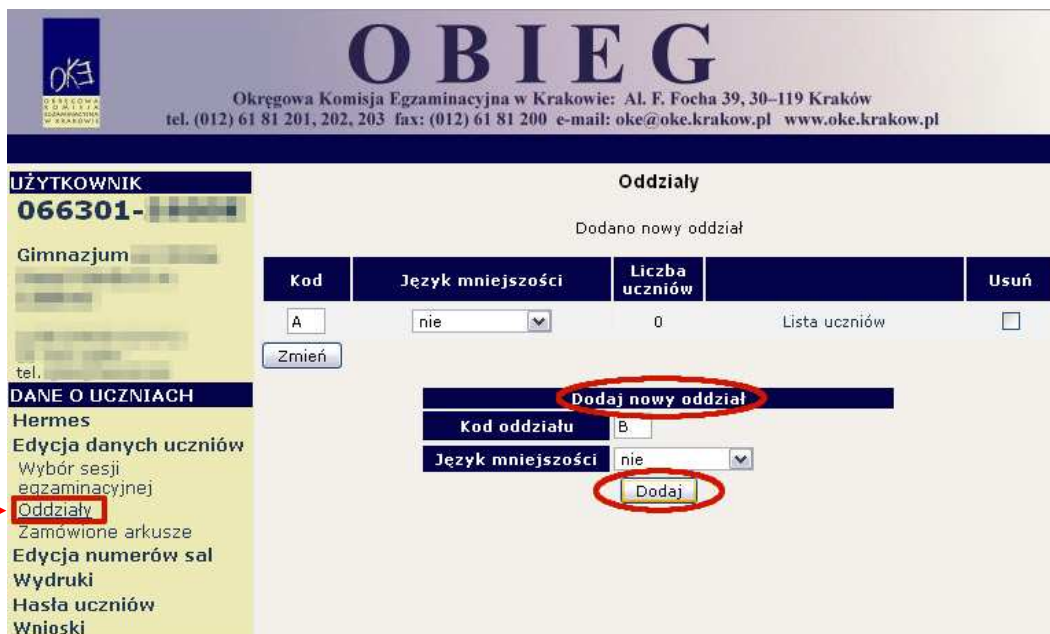 OKE
OKRĘGOWA
KOMISJA
EGZAMINACYJNA
W KRAKOWIE
OBIEG
Okręgowa Komisja Egzaminacyjna w Krakowie: Al. F. Focha 39, 30–119 Kraków
tel. (012) 61 81 201, 202, 203 fax: (012) 61 81 200 e-mail: oke@oke.krakow.pl www.oke.krakow.pl
UŻYTKOWNIK
066301-
Gimnazjum
tel.
DANE O UCZNIACH
Hermes
Edycja danych uczniów
Wybór sesji
egzaminacyjnej
Oddziały
Zamówione arkusze
Edycja numerów sal
Wydruki
Hasła uczniów
Wnioski
Oddziały
Dodano nowy oddział
Kod Język mniejszości Liczba uczniów Usuń
A nie 0 Lista uczniów
Zmień
Dodaj nowy oddział
Kod oddziału B
Język mniejszości nie
Dodaj